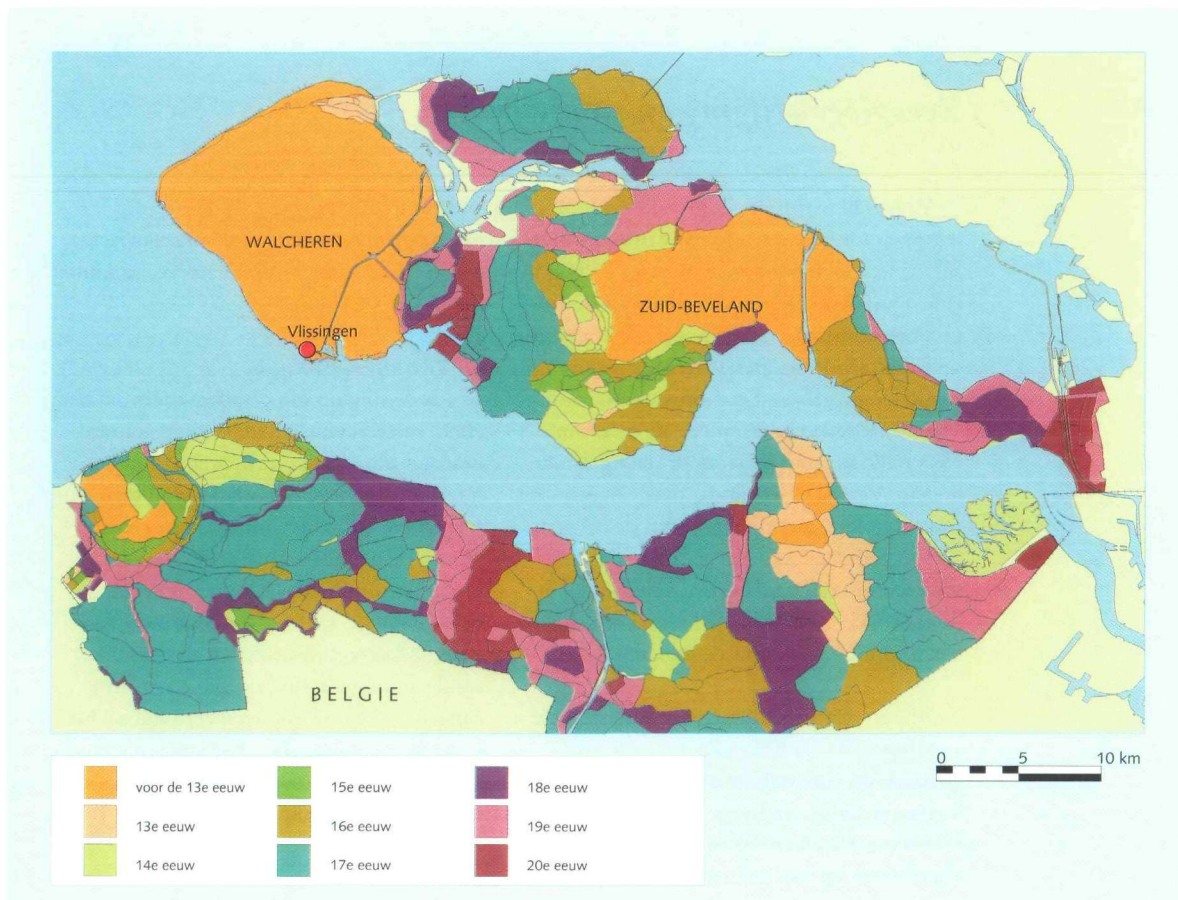 WALCHEREN
ZUID-BEVELAND
Vlissingen
BELGIE
0 5 10 km
voor de 13e eeuw
13e eeuw
14e eeuw
15e eeuw
16e eeuw
17e eeuw
18e eeuw
19e eeuw
20e eeuw